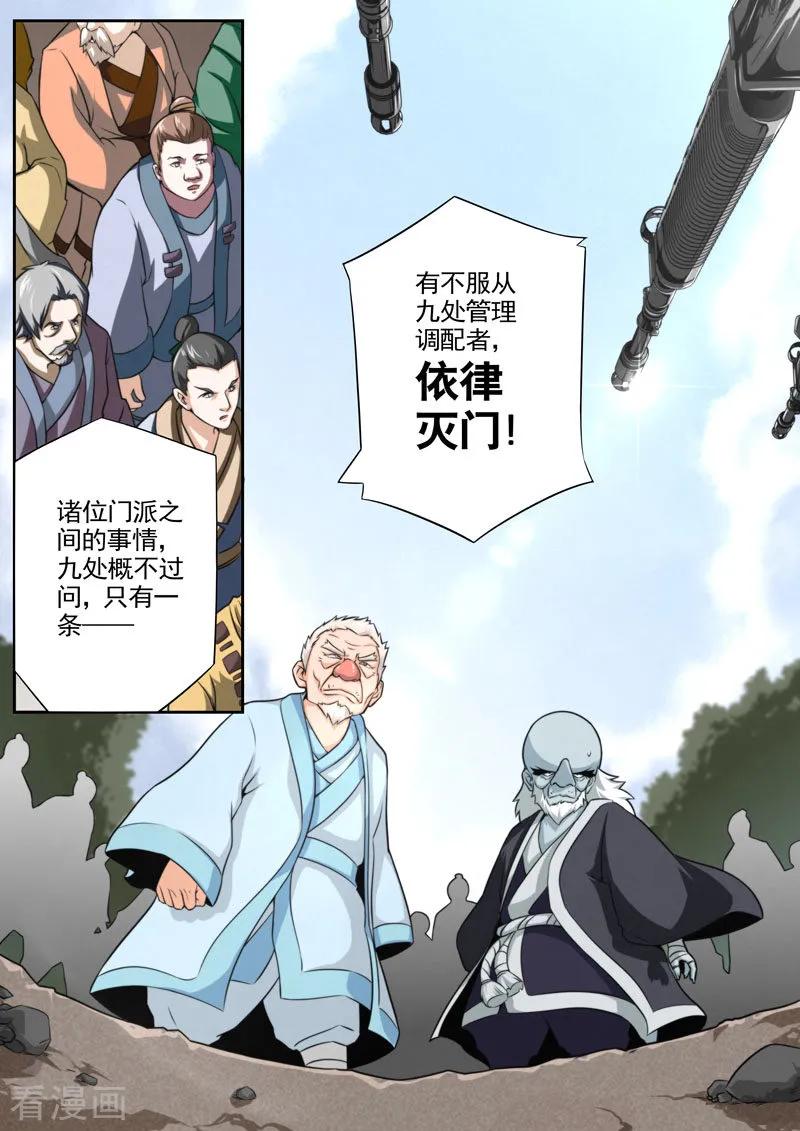 诸位门派之
间的事情，
九处概不过
问，只有一
条——
有不服从
九处管理
调配者，
依律
灭门！
看漫画